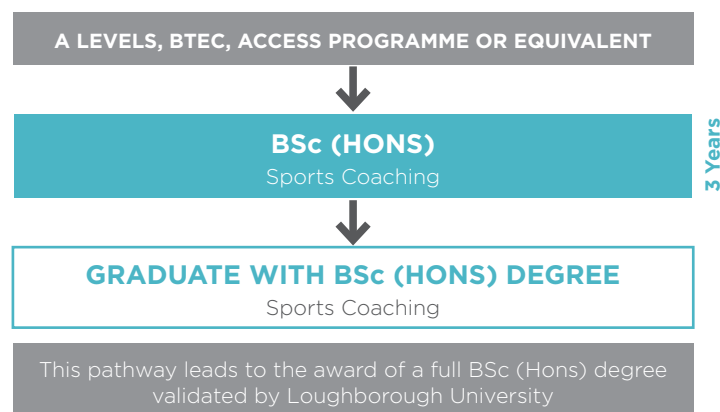 A LEVELS, BTEC, ACCESS PROGRAMME OR EQUIVALENT
BSc (HONS)
Sports Coaching
3 Years
GRADUATE WITH BSc (HONS) DEGREE
Sports Coaching
This pathway leads to the award of a full BSc (Hons) degree
validated by Loughborough University